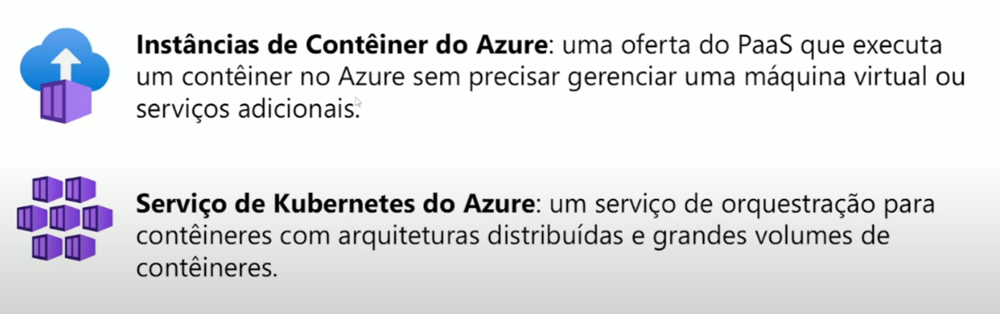 Instâncias de Contêiner do Azure: uma oferta do PaaS que executa
um contêiner no Azure sem precisar gerenciar uma máquina virtual ou
serviços adicionais.
Serviço de Kubernetes do Azure: um serviço de orquestração para
contêineres com arquiteturas distribuídas e grandes volumes de
contêineres.